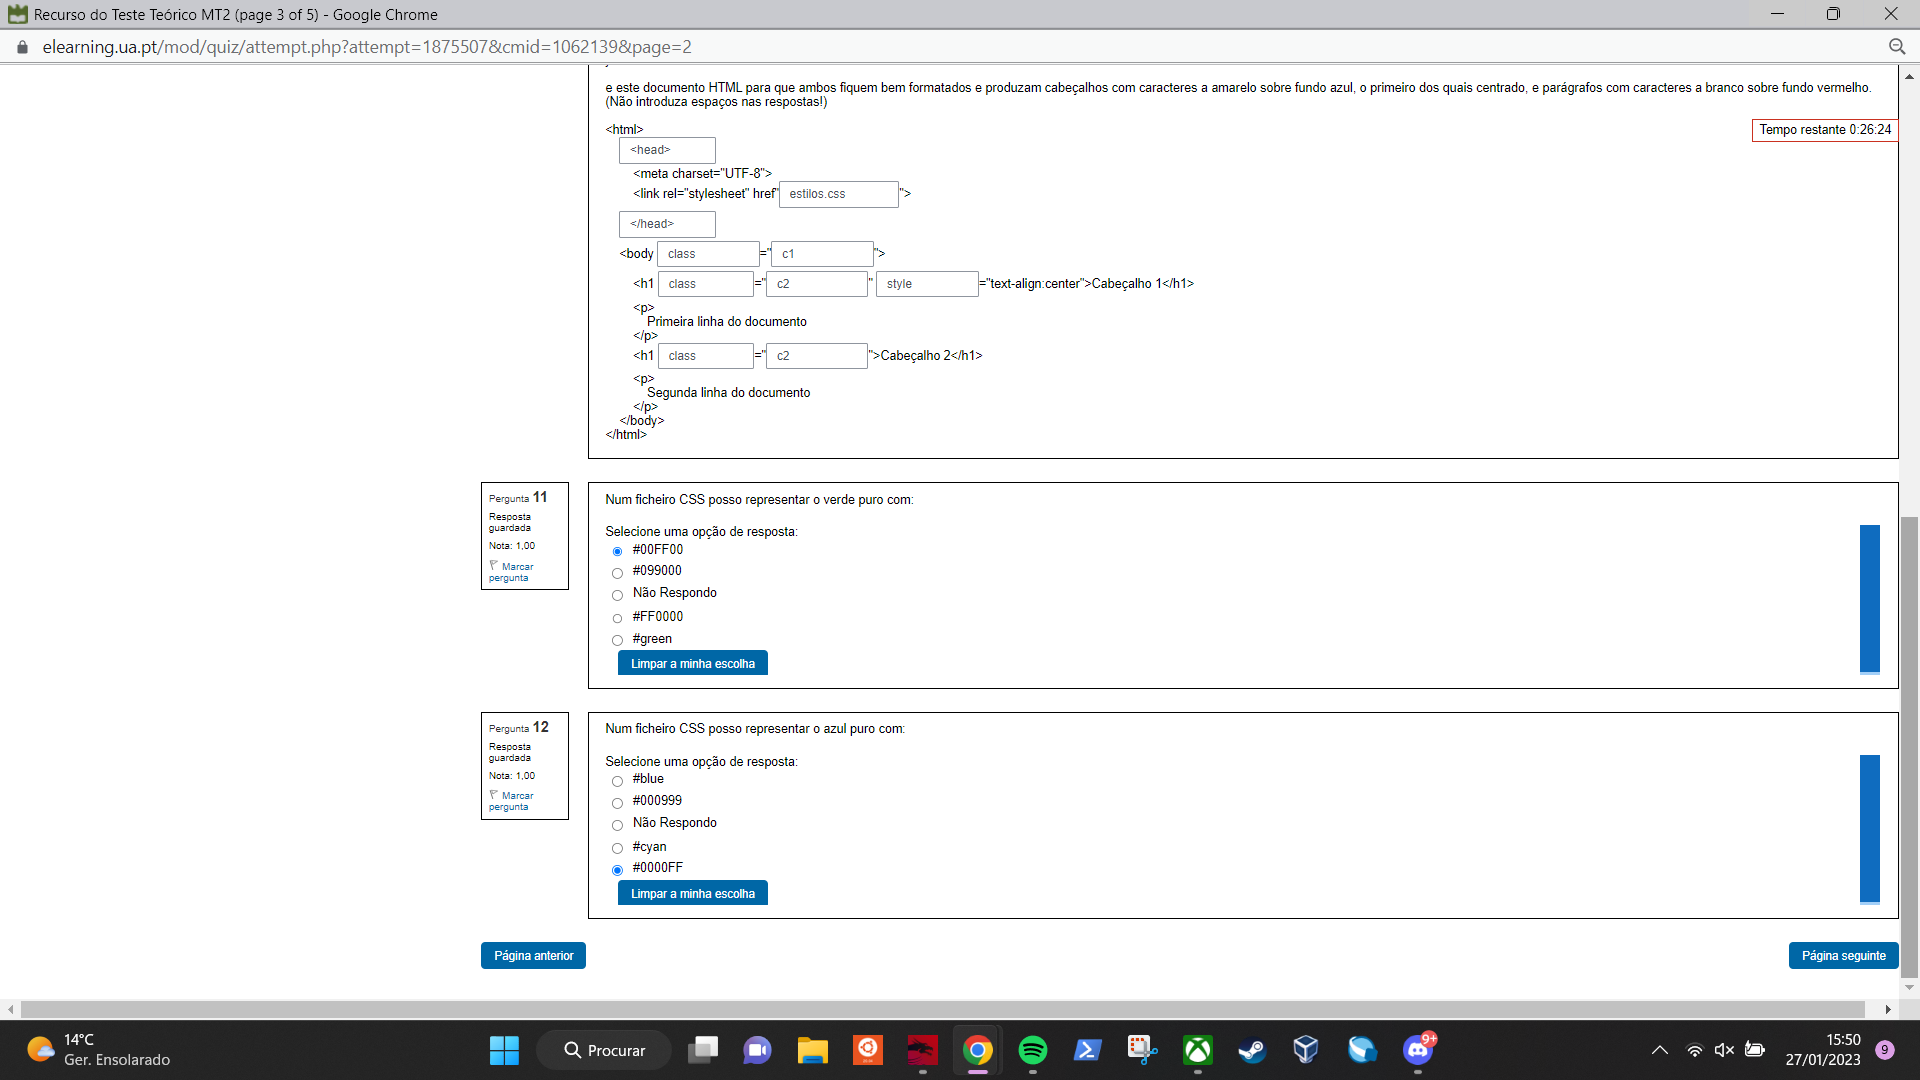 Recurso do Teste Teórico MT2 (page 3 of 5) - Google Chrome
elearning.ua.pt/mod/quiz/attempt.php?attempt=1875507&cmid=1062139&page=2
e este documento HTML para que ambos fiquem bem formatados e produzam cabeçalhos com caracteres a amarelo sobre fundo azul, o primeiro dos quais centrado, e parágrafos com caracteres a branco sobre fundo vermelho.
(Não introduza espaços nas respostas!)
Tempo restante 0:26:24
<html>
<head>
<meta charset="UTF-8">
<link rel="stylesheet" href" estilos.css ">
</head>
<body class =" c1 ">
<h1 class =" c2 " style ="text-align:center">Cabeçalho 1</h1>
<p>
Primeira linha do documento
</p>
<h1 class =" c2 ">Cabeçalho 2</h1>
<p>
Segunda linha do documento
</p>
</body>
</html>
Pergunta 11
Resposta
guardada
Nota: 1,00
Marcar
pergunta
Num ficheiro CSS posso representar o verde puro com:
Selecione uma opção de resposta:
#00FF00
#099000
Não Respondo
#FF0000
#green
Limpar a minha escolha
Pergunta 12
Resposta
guardada
Nota: 1,00
Marcar
pergunta
Num ficheiro CSS posso representar o azul puro com:
Selecione uma opção de resposta:
#blue
#000999
Não Respondo
#cyan
#0000FF
Limpar a minha escolha
Página anterior
Página seguinte
14°C
Ger. Ensolarado
Procurar
9+
15:50
27/01/2023
9